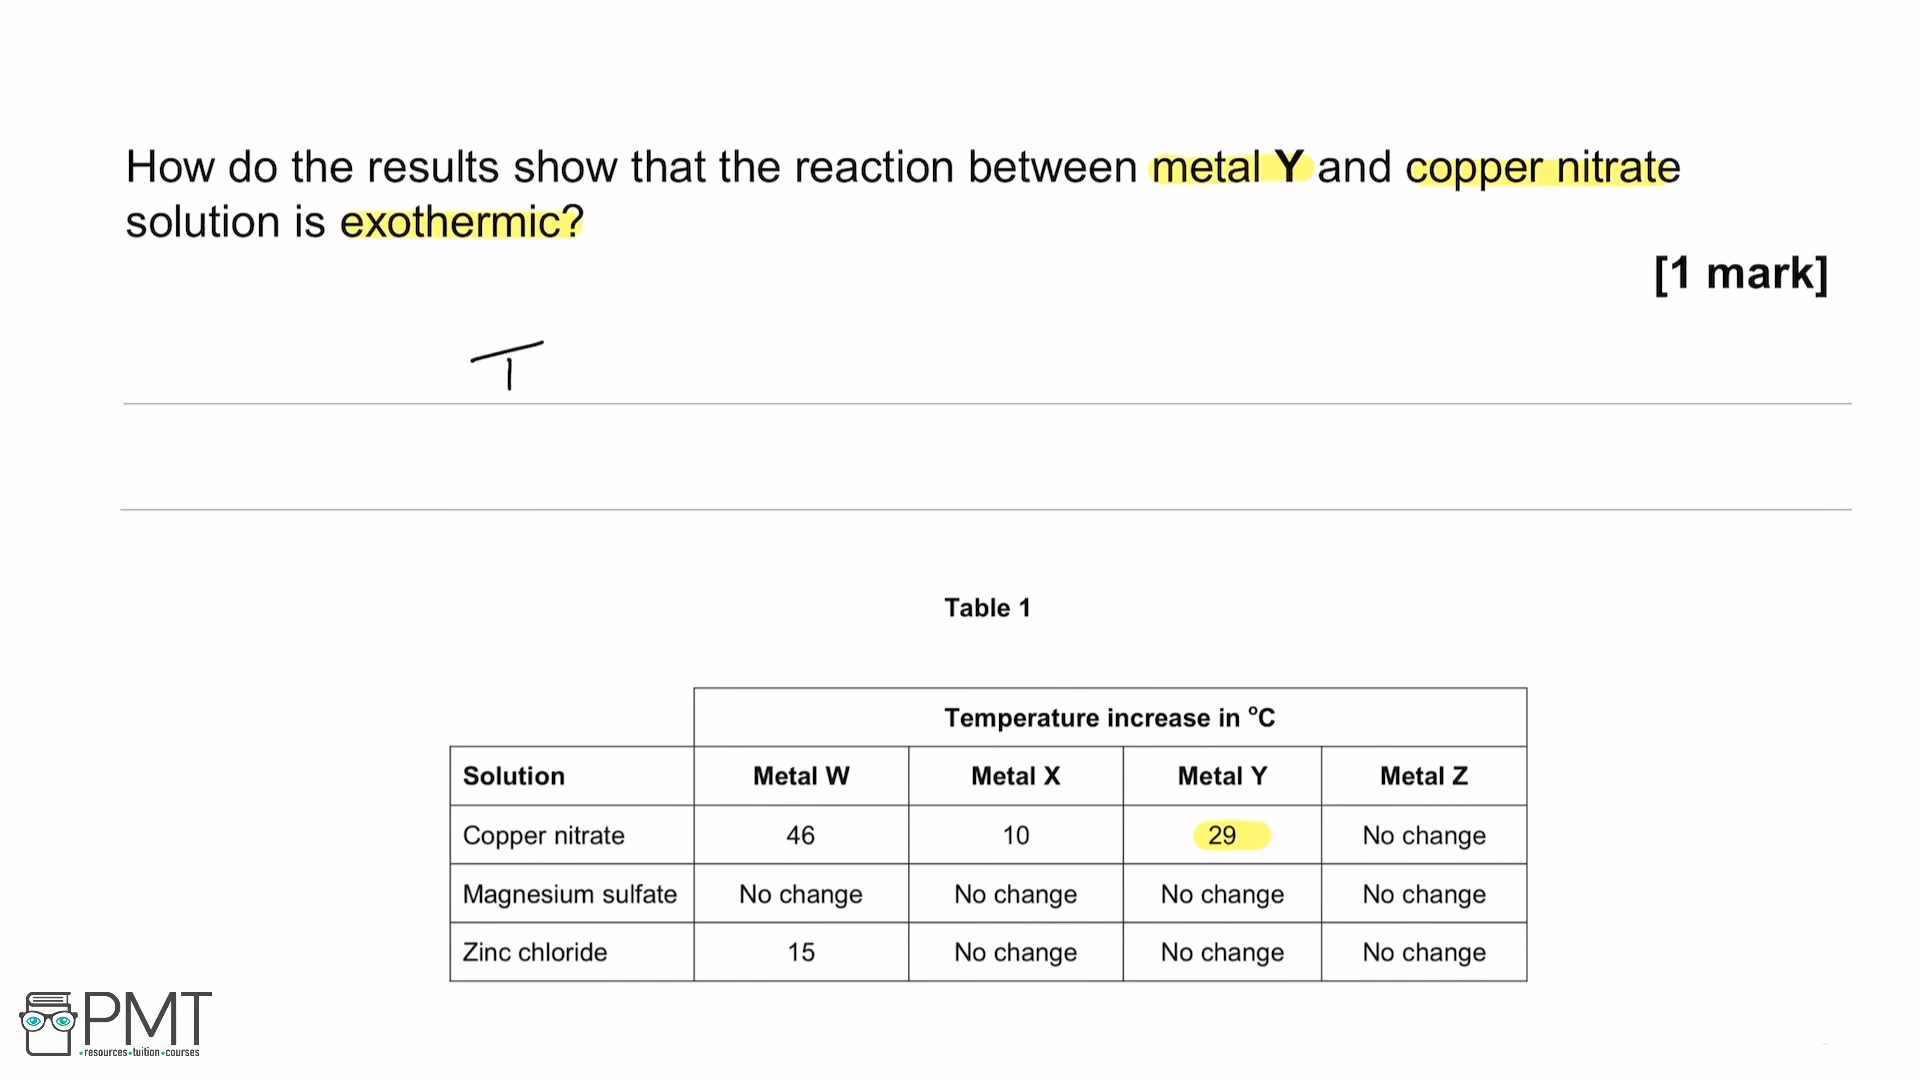 How do the results show that the reaction between metal Y and copper nitrate
solution is exothermic?
[1 mark]
T
Table 1
Temperature increase in °C
Solution Metal W Metal X Metal Y Metal Z
Copper nitrate 46 10 29 No change
Magnesium sulfate No change No change No change No change
Zinc chloride 15 No change No change No change
PMT
•resources•tuition•courses